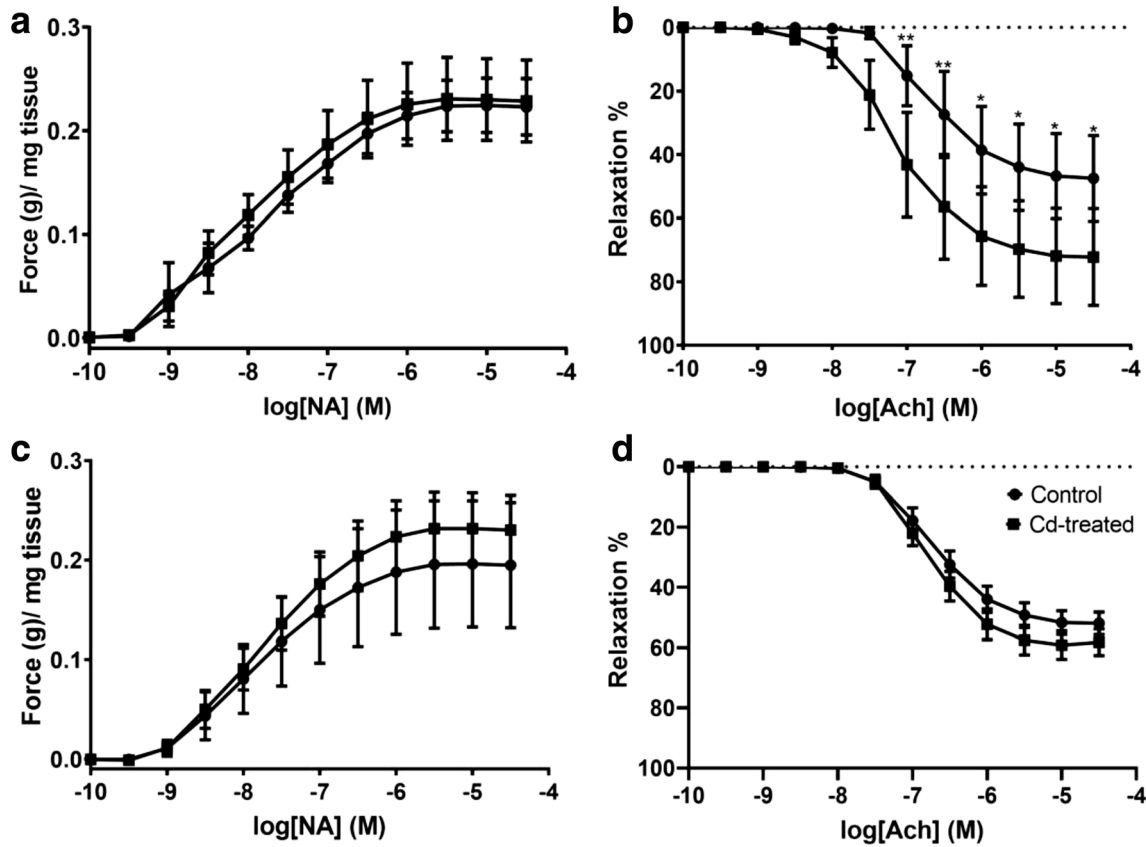 a
0.3
0.2
0.1
0.0
Force (g)/ mg tissue
-10 -9 -8 -7 -6 -5 -4
log[NA] (M)
b
0
20
40
60
80
100
Relaxation %
** ** * * * *
-10 -9 -8 -7 -6 -5 -4
log[Ach] (M)
c
0.3
0.2
0.1
0.0
Force (g)/ mg tissue
-10 -9 -8 -7 -6 -5 -4
log[NA] (M)
d
0
20
40
60
80
100
Relaxation %
Control
Cd-treated
-10 -9 -8 -7 -6 -5 -4
log[Ach] (M)